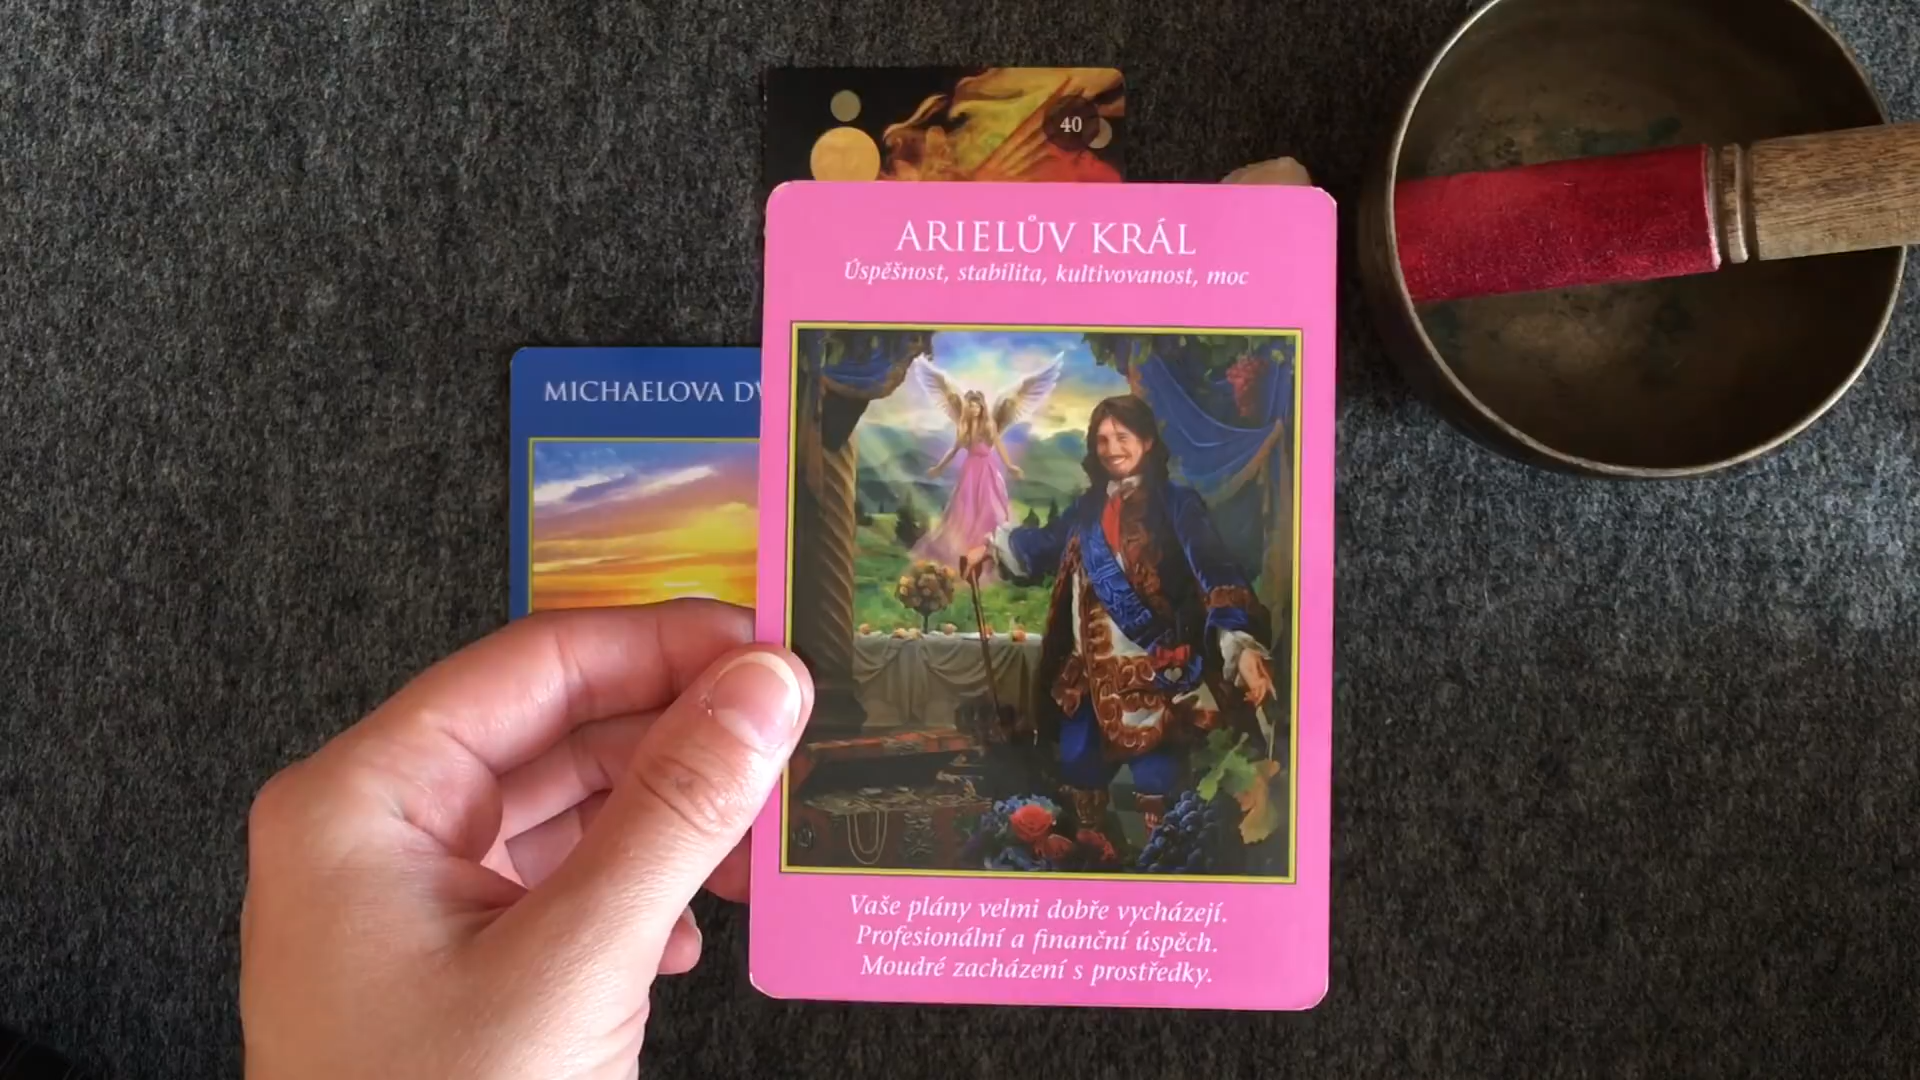 40
ARIELŮV KRÁL
Úspěšnost, stabilita, kultivovanost, moc
MICHAELOVA
Vaše plány velmi dobře vycházejí.
Profesionální a finanční úspěch.
Moudré zacházení s prostředky.